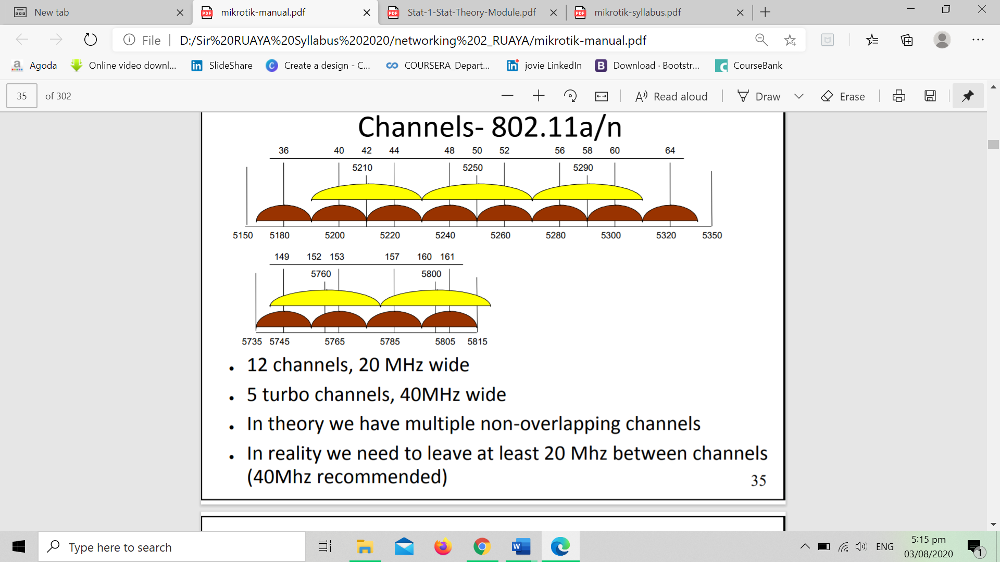 New tab
mikrotik-manual.pdf
Stat-1-Stat-Theory-Module.pdf
mikrotik-syllabus.pdf
File
D:/Sir%20RUAYA%20Syllabus%202020/networking%202_RUAYA/mikrotik-manual.pdf
Agoda
Online video downl...
SlideShare
Create a design - C...
COURSERA_Depart...
jovie LinkedIn
Download · Bootstr...
CourseBank
35 of 302
Read aloud
Draw
Erase
Channels- 802.11a/n
36 40 42 44 48 50 52 56 58 60 64
5210 5250 5290
5150 5180 5200 5220 5240 5260 5280 5300 5320 5350
149 152 153 157 160 161
5760 5800
5735 5745 5765 5785 5805 5815
• 12 channels, 20 MHz wide
• 5 turbo channels, 40MHz wide
• In theory we have multiple non-overlapping channels
• In reality we need to leave at least 20 Mhz between channels
(40Mhz recommended)
35
Type here to search
ENG
5:15 pm
03/08/2020
1